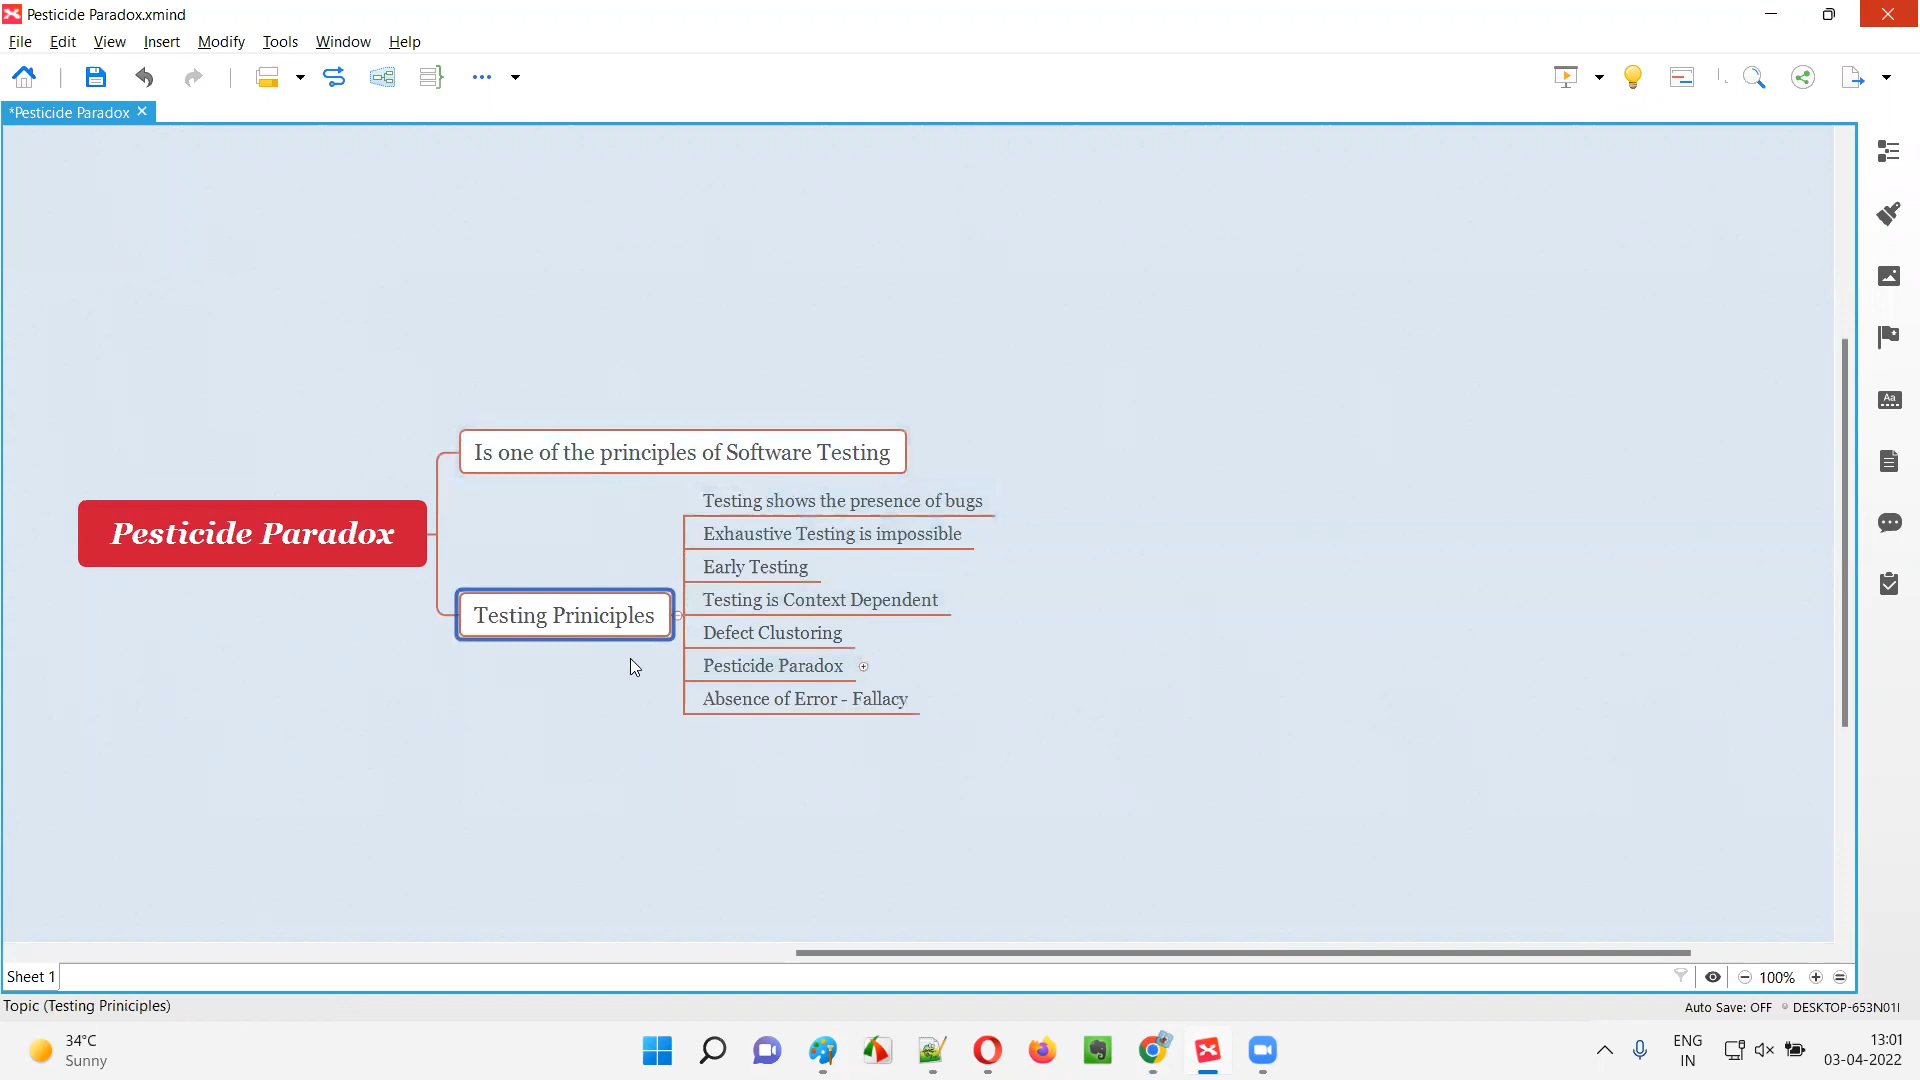 Pesticide Paradox.xmind
File Edit View Insert Modify Tools Window Help
*Pesticide Paradox
Is one of the principles of Software Testing
Pesticide Paradox
Testing Priniciples
Testing shows the presence of bugs
Exhaustive Testing is impossible
Early Testing
Testing is Context Dependent
Defect Clustoring
Pesticide Paradox
Absence of Error - Fallacy
Aa
Sheet 1
100%
Topic (Testing Priniciples)
Auto Save: OFF
DESKTOP-653N01I
34°C
Sunny
ENG
IN
13:01
03-04-2022